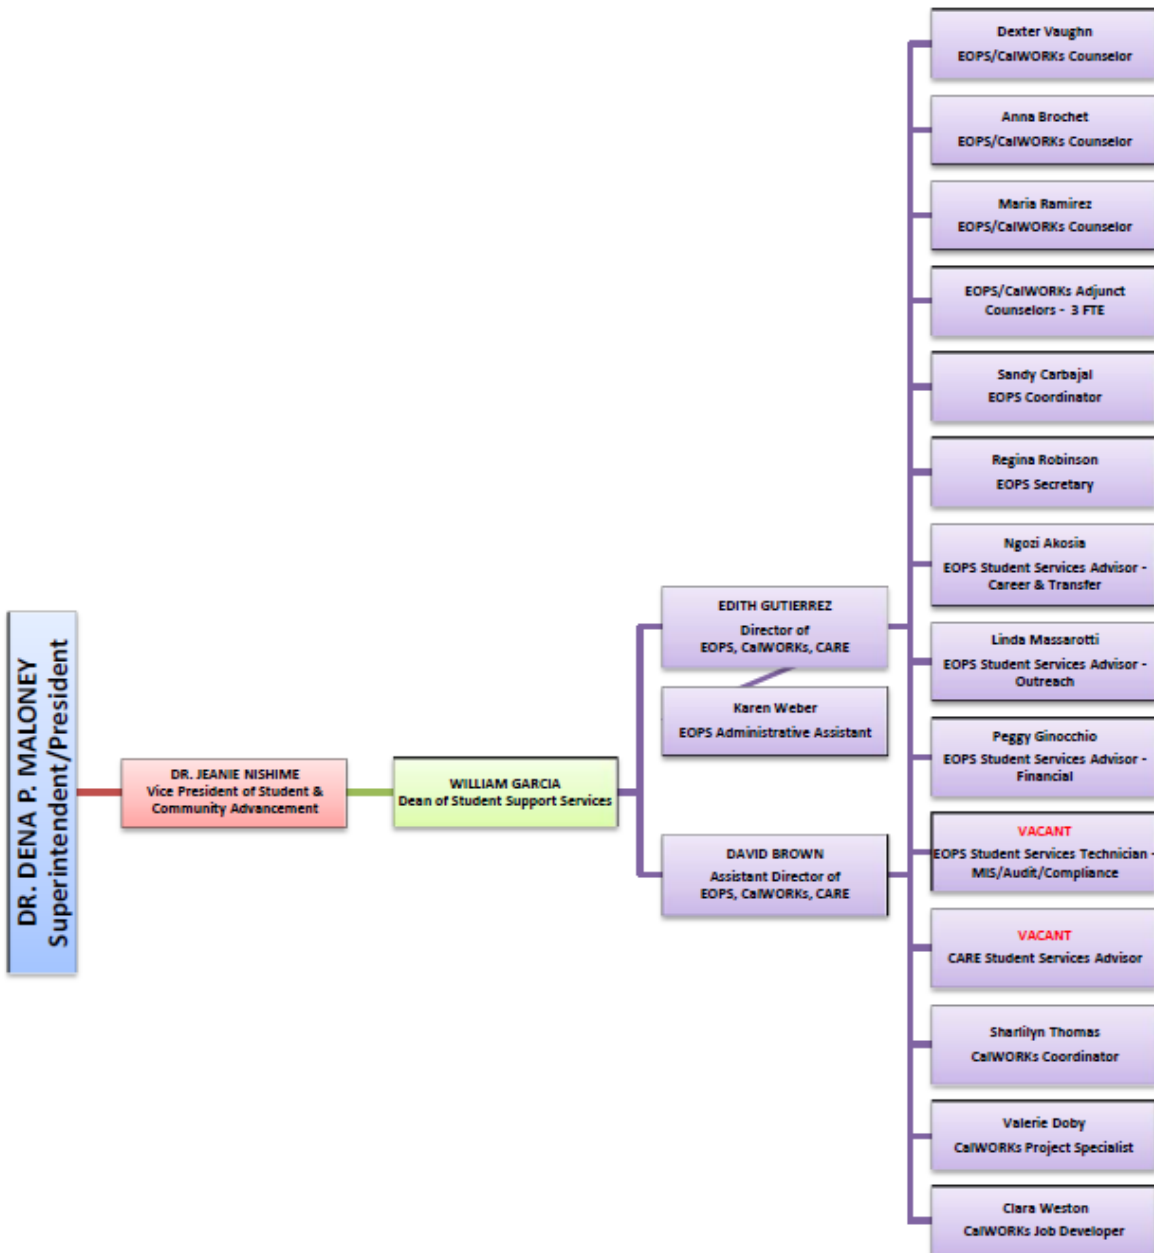 DR. DENA P. MALONEY
Superintendent/President
DR. JEANIE NISHIME
Vice President of Student &
Community Advancement
WILLIAM GARCIA
Dean of Student Support Services
EDITH GUTIERREZ
Director of
EOPS, CalWORKs, CARE
Karen Weber
EOPS Administrative Assistant
DAVID BROWN
Assistant Director of
EOPS, CalWORKs, CARE
Dexter Vaughn
EOPS/CalWORKs Counselor
Anna Brochet
EOPS/CalWORKs Counselor
Maria Ramirez
EOPS/CalWORKs Counselor
EOPS/CalWORKs Adjunct
Counselors - 3 FTE
Sandy Carbajal
EOPS Coordinator
Regina Robinson
EOPS Secretary
Ngozi Akosia
EOPS Student Services Advisor -
Career & Transfer
Linda Massarotti
EOPS Student Services Advisor -
Outreach
Peggy Ginocchio
EOPS Student Services Advisor -
Financial
VACANT
EOPS Student Services Technician -
MIS/Audit/Compliance
VACANT
CARE Student Services Advisor
Sharlilyn Thomas
CalWORKs Coordinator
Valerie Doby
CalWORKs Project Specialist
Clara Weston
CalWORKs Job Developer